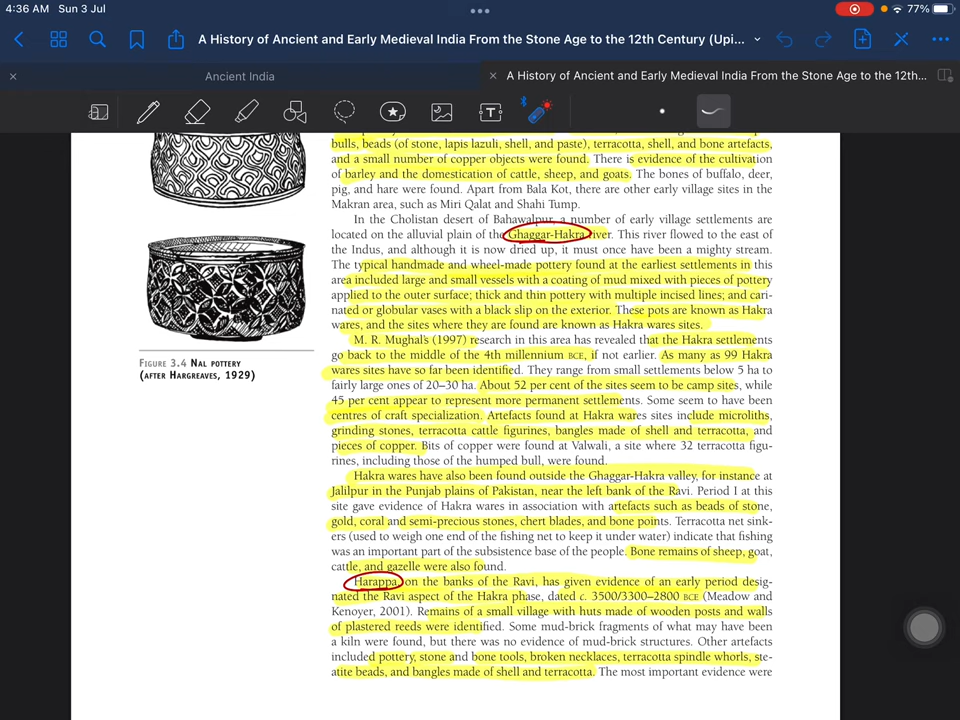 4:36 AM Sun 3 Jul
77%
A History of Ancient and Early Medieval India From the Stone Age to the 12th Century (Upi...
Ancient India
A History of Ancient and Early Medieval India From the Stone Age to the 12th...
bulls, beads (of stone, lapis lazuli, shell, and paste), terracotta, shell, and bone artefacts,
and a small number of copper objects were found. There is evidence of the cultivation
of barley and the domestication of cattle, sheep, and goats. The bones of buffalo, deer,
pig, and hare were found. Apart from Bala Kot, there are other early village sites in the
Makran area, such as Miri Qalat and Shahi Tump.
In the Cholistan desert of Bahawalpur, a number of early village settlements are
located on the alluvial plain of the Ghaggar-Hakra river. This river flowed to the east of
the Indus, and although it is now dried up, it must once have been a mighty stream.
The typical handmade and wheel-made pottery found at the earliest settlements in this
area included large and small vessels with a coating of mud mixed with pieces of pottery
applied to the outer surface; thick and thin pottery with multiple incised lines; and cari-
nated or globular vases with a black slip on the exterior. These pots are known as Hakra
wares, and the sites where they are found are known as Hakra wares sites.
M. R. Mughal's (1997) research in this area has revealed that the Hakra settlements
go back to the middle of the 4th millennium BCE, if not earlier. As many as 99 Hakra
wares sites have so far been identified. They range from small settlements below 5 ha to
fairly large ones of 20–30 ha. About 52 per cent of the sites seem to be camp sites, while
45 per cent appear to represent more permanent settlements. Some seem to have been
centres of craft specialization. Artefacts found at Hakra wares sites include microliths,
grinding stones, terracotta cattle figurines, bangles made of shell and terracotta, and
pieces of copper. Bits of copper were found at Valwali, a site where 32 terracotta figu-
rines, including those of the humped bull, were found.
Hakra wares have also been found outside the Ghaggar-Hakra valley, for instance at
Jalilpur in the Punjab plains of Pakistan, near the left bank of the Ravi. Period I at this
site gave evidence of Hakra wares in association with artefacts such as beads of stone,
gold, coral and semi-precious stones, chert blades, and bone points. Terracotta net sink-
ers (used to weigh one end of the fishing net to keep it under water) indicate that fishing
was an important part of the subsistence base of the people. Bone remains of sheep, goat,
cattle, and gazelle were also found.
Harappa, on the banks of the Ravi, has given evidence of an early period desig-
nated the Ravi aspect of the Hakra phase, dated c. 3500/3300–2800 BCE (Meadow and
Kenoyer, 2001). Remains of a small village with huts made of wooden posts and walls
of plastered reeds were identified. Some mud-brick fragments of what may have been
a kiln were found, but there was no evidence of mud-brick structures. Other artefacts
included pottery, stone and bone tools, broken necklaces, terracotta spindle whorls, ste-
atite beads, and bangles made of shell and terracotta. The most important evidence were
FIGURE 3.4 NAL POTTERY
(AFTER HARGREAVES, 1929)